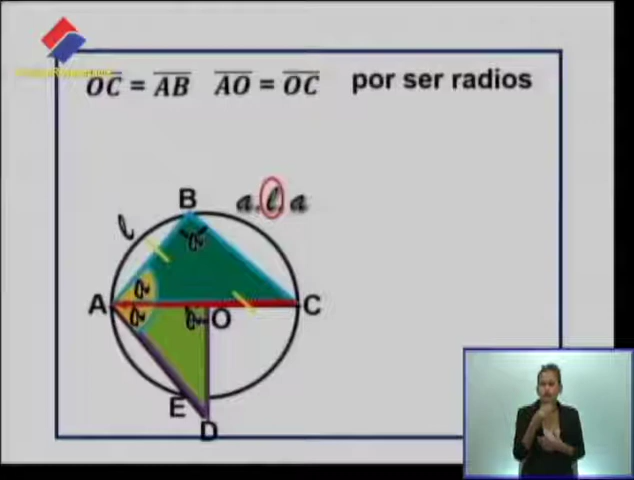 OC = AB AO = OC por ser radios
B a.l.a
l
a
a
A a O C
a
E
D